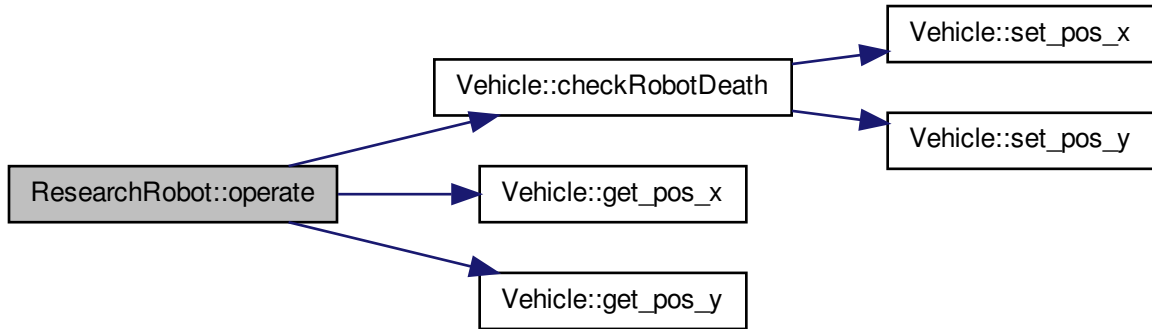 Vehicle::set_pos_x
Vehicle::checkRobotDeath
Vehicle::set_pos_y
ResearchRobot::operate
Vehicle::get_pos_x
Vehicle::get_pos_y